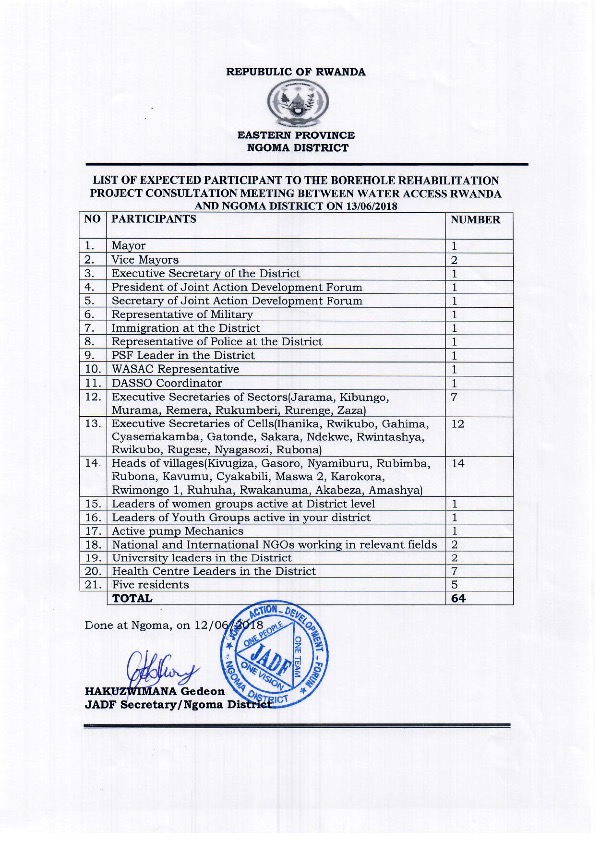 REPUBULIC OF RWANDA
EASTERN PROVINCE
NGOMA DISTRICT
LIST OF EXPECTED PARTICIPANT TO THE BOREHOLE REHABILITATION
PROJECT CONSULTATION MEETING BETWEEN WATER ACCESS RWANDA
AND NGOMA DISTRICT ON 13/06/2018
NO PARTICIPANTS NUMBER
1. Mayor 1
2. Vice Mayors 2
3. Executive Secretary of the District 1
4. President of Joint Action Development Forum 1
5. Secretary of Joint Action Development Forum 1
6. Representative of Military 1
7. Immigration at the District 1
8. Representative of Police at the District 1
9. PSF Leader in the District 1
10. WASAC Representative 1
11. DASSO Coordinator 1
12. Executive Secretaries of Sectors(Jarama, Kibungo, 7
Murama, Remera, Rukumberi, Rurenge, Zaza)
13. Executive Secretaries of Cells(Ihanika, Rwikubo, Gahima, 12
Cyasemakamba, Gatonde, Sakara, Ndekwe, Rwintashya,
Rwikubo, Rugese, Nyagasozi, Rubona)
14. Heads of villages(Kivugiza, Gasoro, Nyamiburu, Rubimba, 14
Rubona, Kavumu, Cyakabili, Maswa 2, Karokora,
Rwimongo 1, Ruhuha, Rwakanuma, Akabeza, Amashya)
15. Leaders of women groups active at District level 1
16. Leaders of Youth Groups active in your district 1
17. Active pump Mechanics 1
18. National and International NGOs working in relevant fields 2
19. University leaders in the District 2
20. Health Centre Leaders in the District 7
21. Five residents 5
TOTAL 64
Done at Ngoma, on 12/06/2018
JOINT ACTION-DEVELOPMENT-FORUM
ONE PEOPLE
ONE TEAM
JADF
ONE VISION
NGOMA DISTRICT
HAKUZWIMANA Gedeon
JADF Secretary/Ngoma District